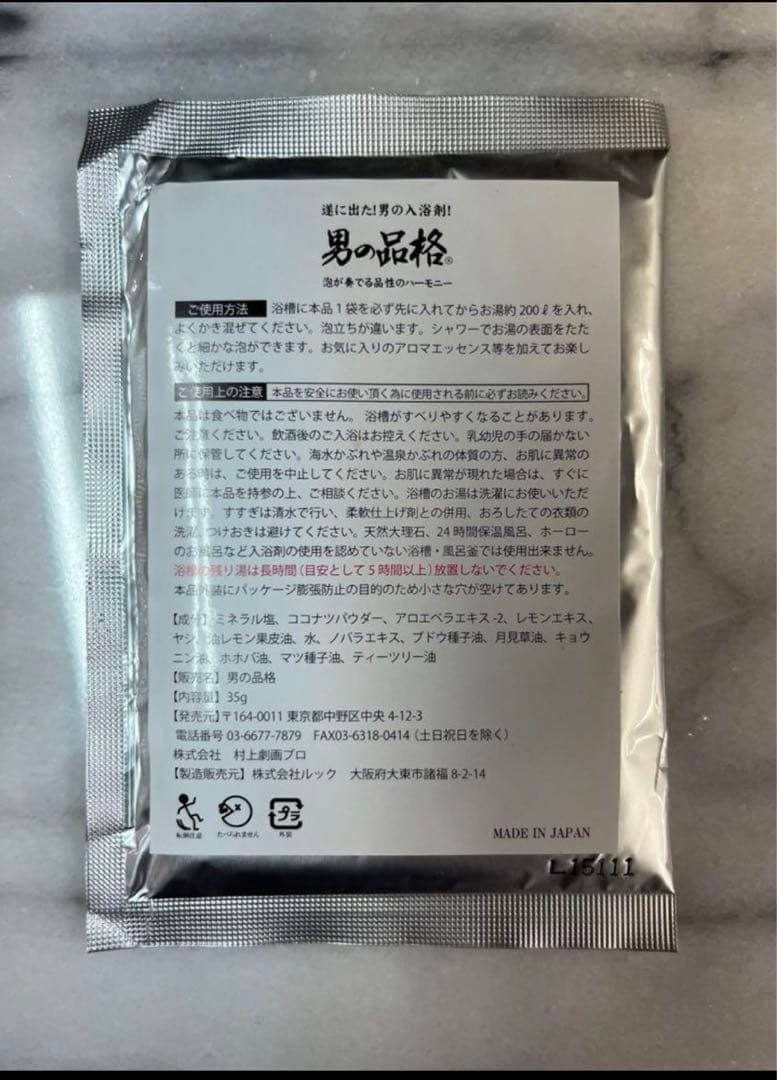 遂に出た!男の入浴剤!
男の品格®
泡が奏でる品性のハーモニー
ご使用方法 浴槽に本品1袋を必ず先に入れてからお湯約200ℓを入れ、
よくかき混ぜてください。泡立ちが違います。シャワーでお湯の表面をたた
くと細かな泡ができます。お気に入りのアロマエッセンス等を加えてお楽し
みいただけます。
ご使用上の注意 本品を安全にお使い頂く為に使用される前に必ずお読みください。
本品は食べ物ではございません。浴槽がすべりやすくなることがあります。
ご注意ください。飲酒後のご入浴はお控えください。乳幼児の手の届かない
所に保管してください。海水かぶれや温泉かぶれの体質の方、お肌に異常の
ある時は、ご使用を中止してください。お肌に異常が現れた場合は、すぐに
医師に本品を持参の上、ご相談ください。浴槽のお湯は洗濯にお使いいただ
けます。すすぎは清水で行い、柔軟仕上げ剤との併用、おろしたての衣類の
洗濯、つけおきは避けてください。天然大理石、24時間保温風呂、ホーロー
のお風呂など入浴剤の使用を認めていない浴槽・風呂釜では使用出来ません。
浴槽の残り湯は長時間(目安として5時間以上)放置しないでください。
本品外装にパッケージ膨張防止の目的のため小さな穴が空けてあります。
【成分】ミネラル塩、ココナツパウダー、アロエベラエキス-2、レモンエキス、
ヤシ油レモン果皮油、水、ノバラエキス、ブドウ種子油、月見草油、キョウ
ニン油、ホホバ油、マツ種子油、ティーツリー油
【販売名】男の品格
【内容量】35g
【発売元】〒164-0011 東京都中野区中央4-12-3
電話番号 03-6677-7879 FAX03-6318-0414(土日祝日を除く)
株式会社 村上劇画プロ
【製造販売元】株式会社ルック 大阪府大東市諸福8-2-14
転倒注意 たべられません プラ 外装
MADE IN JAPAN
L15111